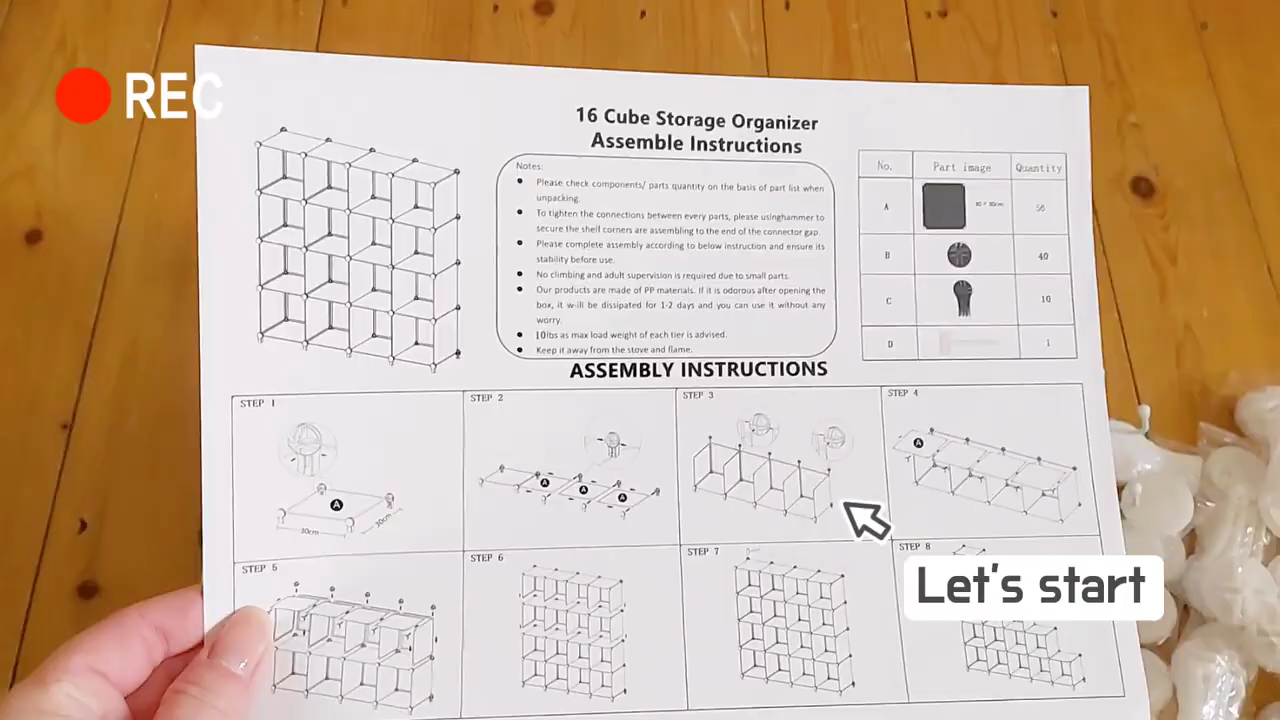 REC
16 Cube Storage Organizer
Assemble Instructions
Notes:
Please check components/ parts quantity on the basis of part list when
unpacking.
To tighten the connections between every parts, please usinghammer to
secure the shell corners are assembling to the end of the connector gap.
Please complete assembly according to below instruction and ensure its
stability before use.
No climbing and adult supervision is required due to small parts.
Our products are made of PP materials. If it is odorous after opening the
box, it will be dissipated for 1-2 days and you can use it without any
worry.
10lbs as max load weight of each tier is advised.
Keep it away from the stove and flame.
No. Part image Quantity
A
B 40
C 10
D 1
ASSEMBLY INSTRUCTIONS
STEP 1
A
30cm 30cm
STEP 2
A A A
STEP 3
STEP 4
A
STEP 5
STEP 6
STEP 7
STEP 8
Let's start